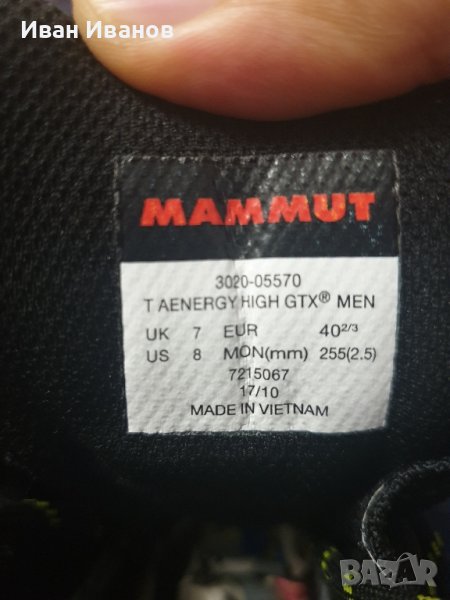 Иван Иванов
MAMMUT
3020-05570
T AENERGY HIGH GTX® MEN
UK 7 EUR 40 2/3
US 8 MON(mm) 255(2.5)
7215067
17/10
MADE IN VIETNAM
BAZAR